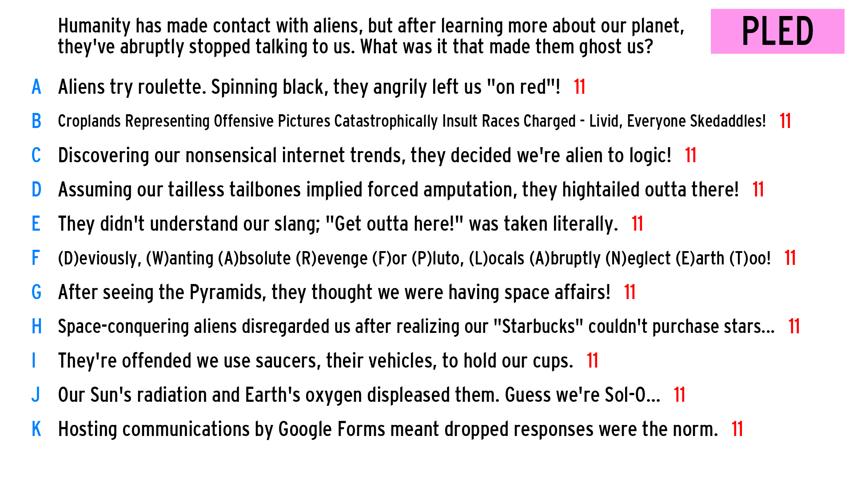 Humanity has made contact with aliens, but after learning more about our planet,
they've abruptly stopped talking to us. What was it that made them ghost us?
PLED
A Aliens try roulette. Spinning black, they angrily left us "on red"! 11
B Croplands Representing Offensive Pictures Catastrophically Insult Races Charged - Livid, Everyone Skedaddles! 11
C Discovering our nonsensical internet trends, they decided we're alien to logic! 11
D Assuming our tailless tailbones implied forced amputation, they hightailed outta there! 11
E They didn't understand our slang; "Get outta here!" was taken literally. 11
F (D)eviously, (W)anting (A)bsolute (R)evenge (F)or (P)luto, (L)ocals (A)bruptly (N)eglect (E)arth (T)oo! 11
G After seeing the Pyramids, they thought we were having space affairs! 11
H Space-conquering aliens disregarded us after realizing our "Starbucks" couldn't purchase stars... 11
I They're offended we use saucers, their vehicles, to hold our cups. 11
J Our Sun's radiation and Earth's oxygen displeased them. Guess we're Sol-O... 11
K Hosting communications by Google Forms meant dropped responses were the norm. 11